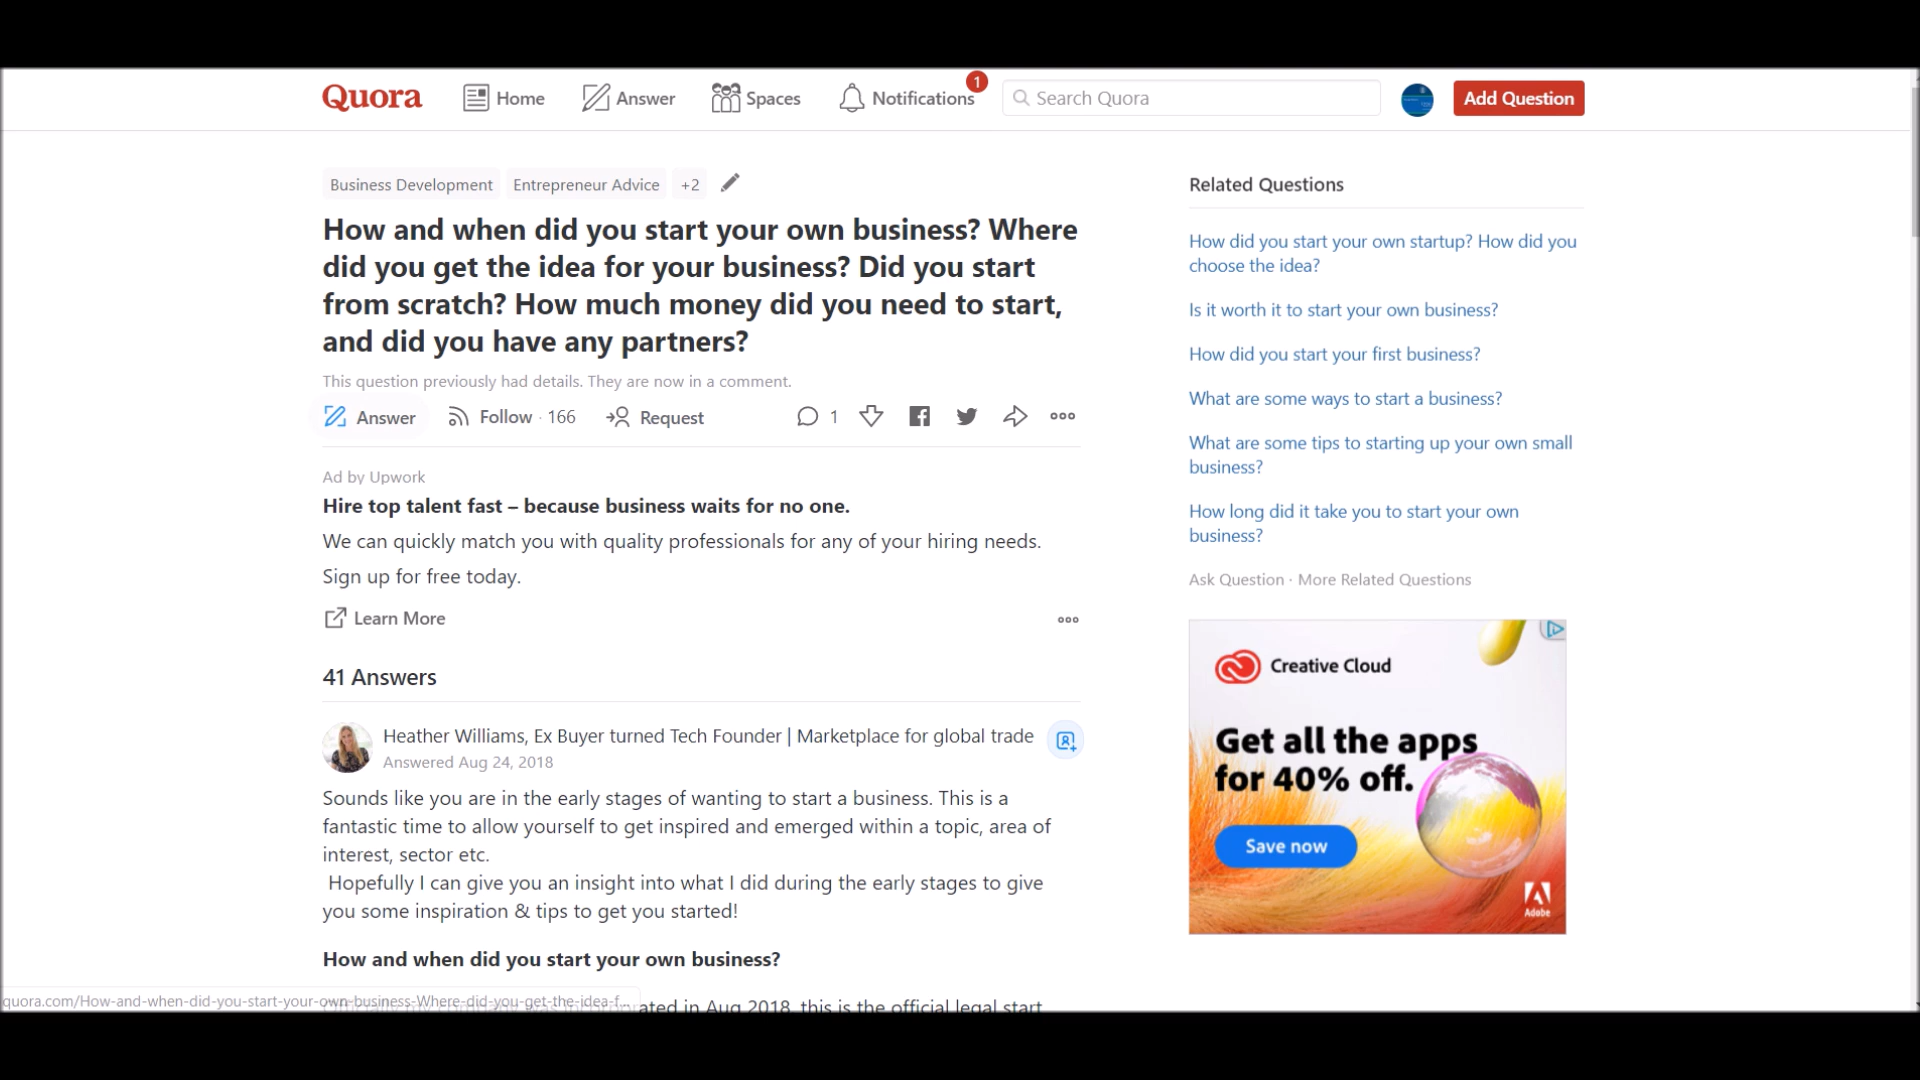 Quora
Home
Answer
Spaces
Notifications
1
Search Quora
Add Question
Business Development
Entrepreneur Advice
+2
How and when did you start your own business? Where
did you get the idea for your business? Did you start
from scratch? How much money did you need to start,
and did you have any partners?
This question previously had details. They are now in a comment.
Answer
Follow · 166
Request
1
Ad by Upwork
Hire top talent fast – because business waits for no one.
We can quickly match you with quality professionals for any of your hiring needs.
Sign up for free today.
Learn More
41 Answers
Heather Williams, Ex Buyer turned Tech Founder | Marketplace for global trade
Answered Aug 24, 2018
Sounds like you are in the early stages of wanting to start a business. This is a
fantastic time to allow yourself to get inspired and emerged within a topic, area of
interest, sector etc.
Hopefully I can give you an insight into what I did during the early stages to give
you some inspiration & tips to get you started!
How and when did you start your own business?
ated in Aug 2018, this is the official legal start
quora.com/How-and-when-did-you-start-your-own-business-Where-did-you-get-the-idea-f...
Related Questions
How did you start your own startup? How did you
choose the idea?
Is it worth it to start your own business?
How did you start your first business?
What are some ways to start a business?
What are some tips to starting up your own small
business?
How long did it take you to start your own
business?
Ask Question · More Related Questions
Creative Cloud
Get all the apps
for 40% off.
Save now
Adobe